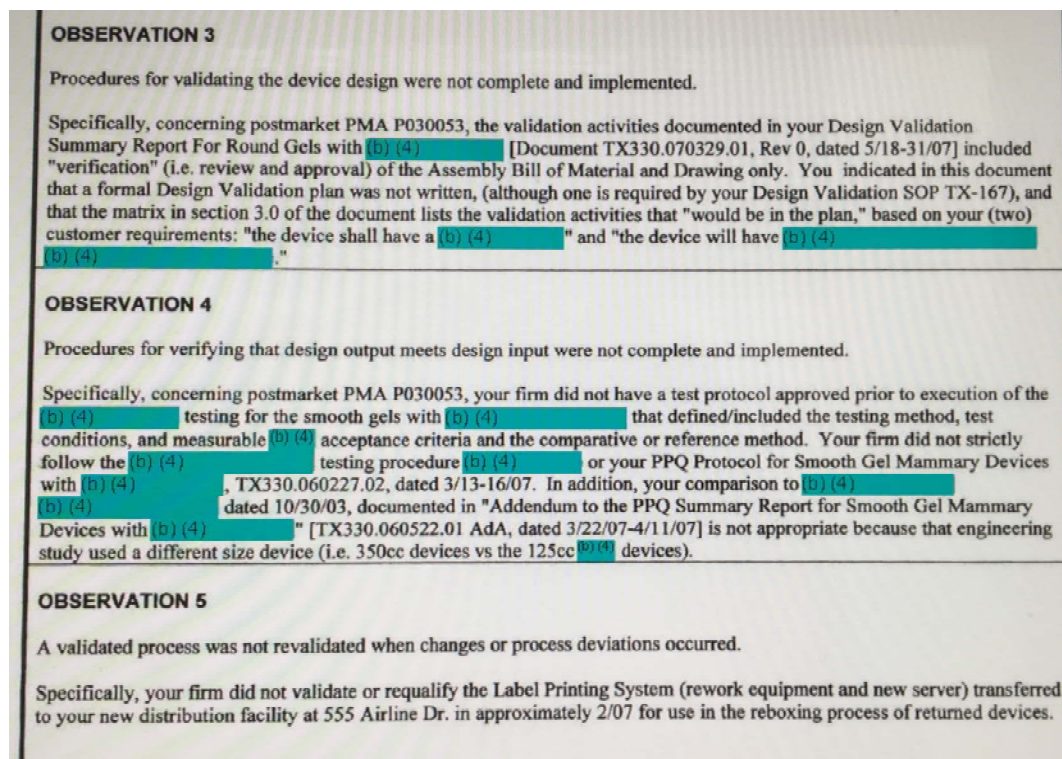 OBSERVATION 3
Procedures for validating the device design were not complete and implemented.
Specifically, concerning postmarket PMA P030053, the validation activities documented in your Design Validation
Summary Report For Round Gels with (b) (4) [Document TX330.070329.01, Rev 0, dated 5/18-31/07] included
"verification" (i.e. review and approval) of the Assembly Bill of Material and Drawing only. You indicated in this document
that a formal Design Validation plan was not written, (although one is required by your Design Validation SOP TX-167), and
that the matrix in section 3.0 of the document lists the validation activities that "would be in the plan," based on your (two)
customer requirements: "the device shall have a (b) (4) " and "the device will have (b) (4)
(b) (4) ."
OBSERVATION 4
Procedures for verifying that design output meets design input were not complete and implemented.
Specifically, concerning postmarket PMA P030053, your firm did not have a test protocol approved prior to execution of the
(b) (4) testing for the smooth gels with (b) (4) that defined/included the testing method, test
conditions, and measurable (b) (4) acceptance criteria and the comparative or reference method. Your firm did not strictly
follow the (b) (4) testing procedure (b) (4) or your PPQ Protocol for Smooth Gel Mammary Devices
with (b) (4) , TX330.060227.02, dated 3/13-16/07. In addition, your comparison to (b) (4)
(b) (4) dated 10/30/03, documented in "Addendum to the PPQ Summary Report for Smooth Gel Mammary
Devices with (b) (4) " [TX330.060522.01 AdA, dated 3/22/07-4/11/07] is not appropriate because that engineering
study used a different size device (i.e. 350cc devices vs the 125cc (b) (4) devices).
OBSERVATION 5
A validated process was not revalidated when changes or process deviations occurred.
Specifically, your firm did not validate or requalify the Label Printing System (rework equipment and new server) transferred
to your new distribution facility at 555 Airline Dr. in approximately 2/07 for use in the reboxing process of returned devices.